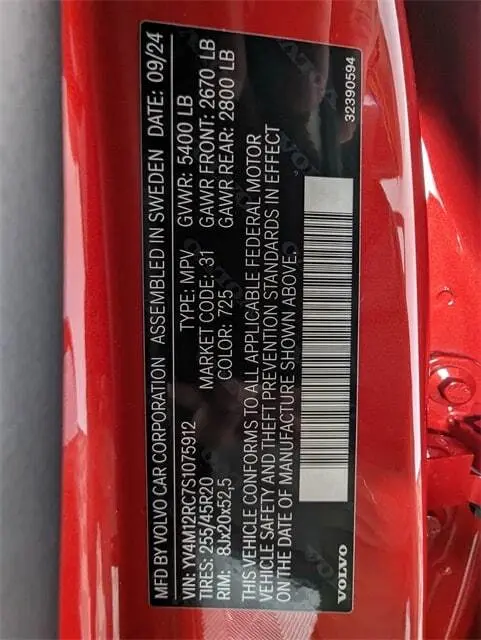 MFD BY VOLVO CAR CORPORATION ASSEMBLED IN SWEDEN DATE: 09/24
VIN: YV4M12RC7S1075912 TYPE: MPV GVWR: 5400 LB
TIRES: 255/45R20 MARKET CODE: 31 GAWR FRONT: 2670 LB
RIM: 8Jx20x52,5 COLOR: 725 GAWR REAR: 2800 LB
THIS VEHICLE CONFORMS TO ALL APPLICABLE FEDERAL MOTOR
VEHICLE SAFETY AND THEFT PREVENTION STANDARDS IN EFFECT
ON THE DATE OF MANUFACTURE SHOWN ABOVE.
VOLVO 32390594